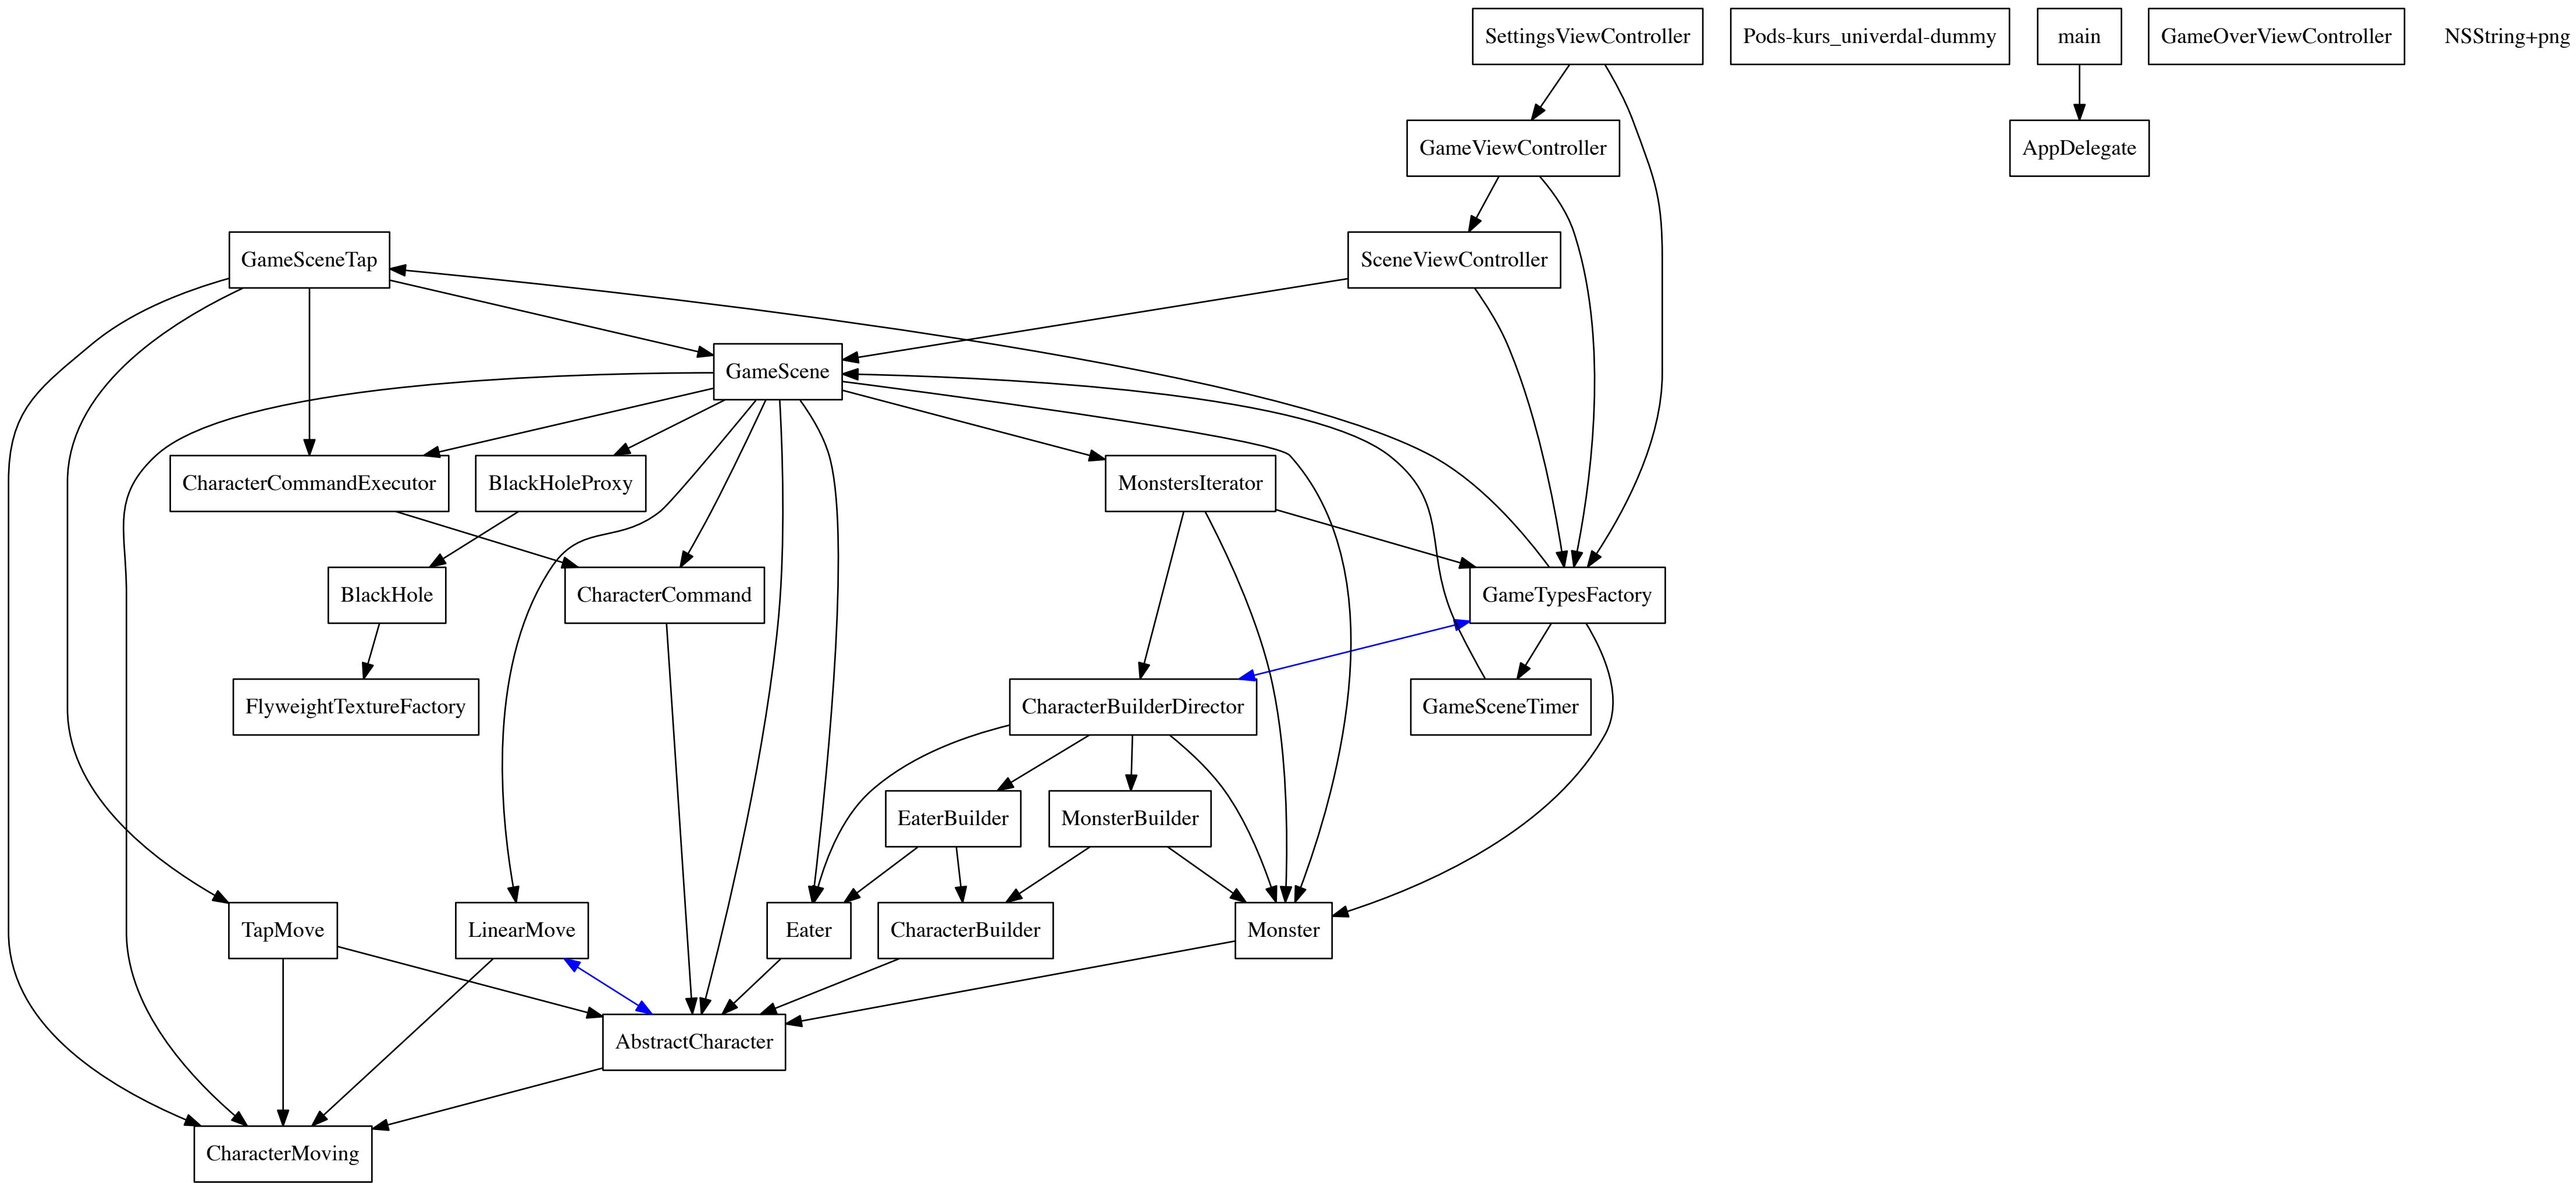 SettingsViewController
Pods-kurs_univerdal-dummy
main
GameOverViewController
NSString+png
GameViewController
AppDelegate
GameSceneTap
SceneViewController
GameScene
CharacterCommandExecutor
BlackHoleProxy
MonstersIterator
BlackHole
CharacterCommand
GameTypesFactory
FlyweightTextureFactory
CharacterBuilderDirector
GameSceneTimer
EaterBuilder
MonsterBuilder
TapMove
LinearMove
Eater
CharacterBuilder
Monster
AbstractCharacter
CharacterMoving